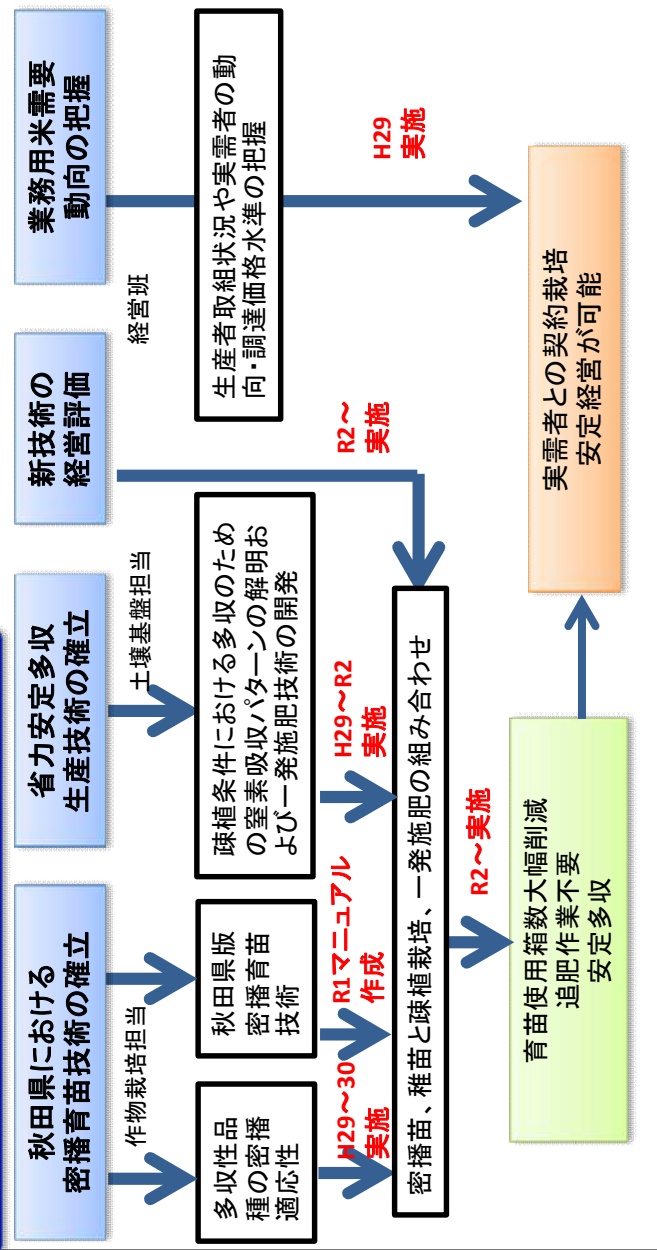 秋田県における
密播育苗技術の確立
省力安定多収
生産技術の確立
新技術の
経営評価
業務用米需要
動向の把握
作物栽培担当
土壌基盤担当
経営班
多収性品
種の密播
適応性
秋田県版
密播育苗
技術
疎植条件における多収のため
の窒素吸収パターンの解明お
よび一発施肥技術の開発
生産者取組状況や実需者の動
向・調達価格水準の把握
H29～30
実施
R1マニュアル
作成
H29～R2
実施
R2～
実施
H29
実施
密播苗、稚苗と疎植栽培、一発施肥の組み合わせ
R2～実施
育苗使用箱数大幅削減
追肥作業不要
安定多収
実需者との契約栽培
安定経営が可能